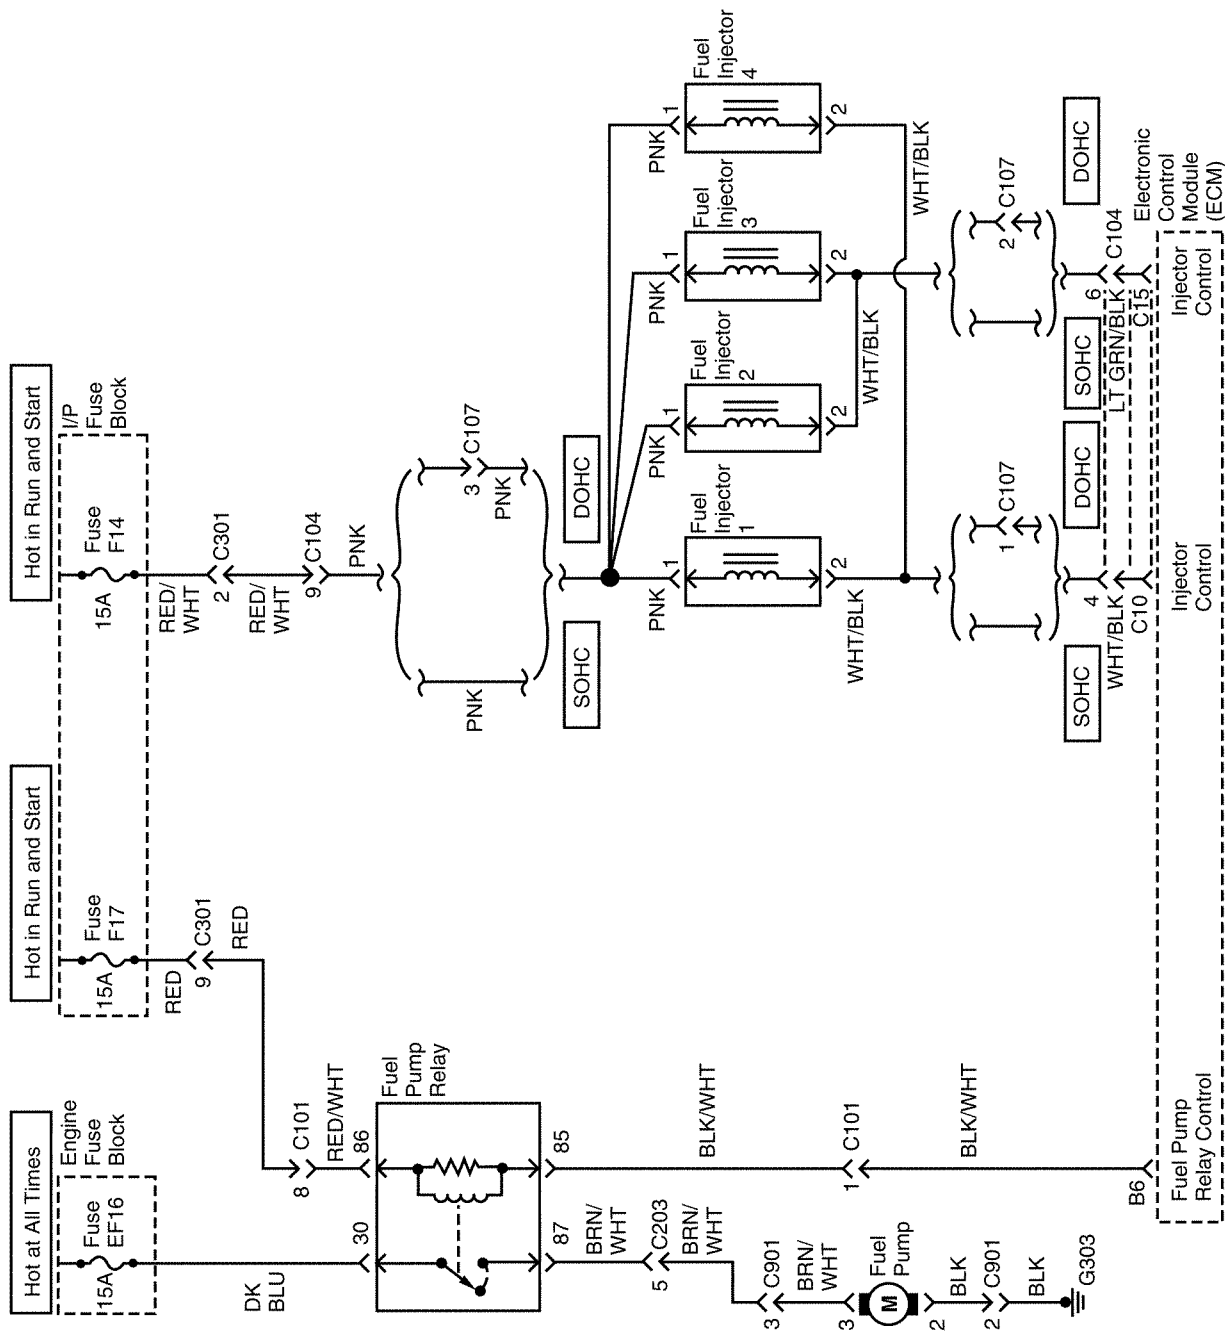 Hot at All Times
Hot in Run and Start
Hot in Run and Start
Engine
Fuse
Block
I/P
Fuse
Block
15A
Fuse
EF16
15A
Fuse
F17
15A
Fuse
F14
RED
9
C301
RED
RED/
WHT
2
C301
RED/
WHT
9
C104
PNK
DK
BLU
8
C101
RED/WHT
30
86
Fuel
Pump
Relay
87
85
PNK
3
C107
PNK
SOHC
DOHC
PNK
1
PNK
1
PNK
1
PNK
1
Fuel
Injector
1
Fuel
Injector
2
Fuel
Injector
3
Fuel
Injector
4
2
2
2
2
WHT/BLK
WHT/BLK
WHT/BLK
BRN/
WHT
5
C203
BRN/
WHT
BLK/WHT
1
C101
BLK/WHT
3
C901
BRN/
WHT
3
M
Fuel
Pump
2
BLK
2
C901
BLK
G303
1
C107
2
C107
SOHC
DOHC
SOHC
DOHC
4
6
C104
WHT/BLK
LT GRN/BLK
B6
C10
C15
Electronic
Control
Module
(ECM)
Fuel Pump
Relay Control
Injector
Control
Injector
Control